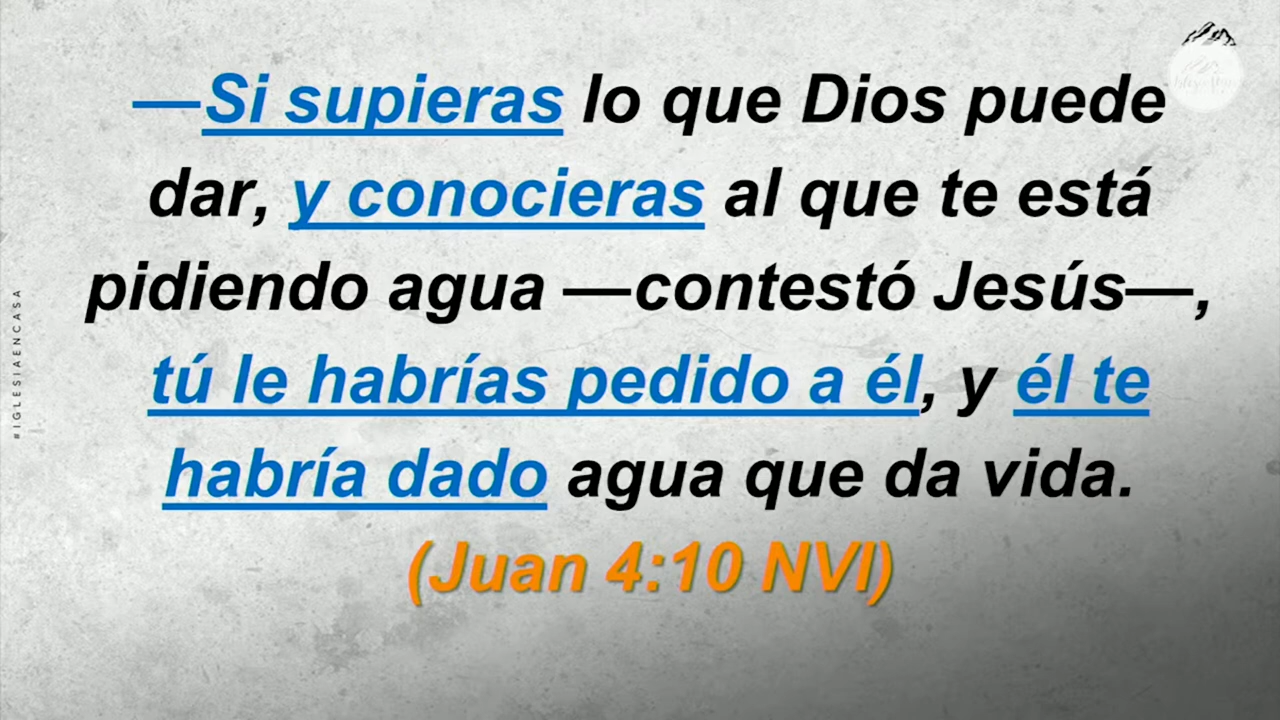 —Si supieras lo que Dios puede
dar, y conocieras al que te está
pidiendo agua —contestó Jesús—,
tú le habrías pedido a él, y él te
habría dado agua que da vida.
(Juan 4:10 NVI)
#IGLESIAENCASA